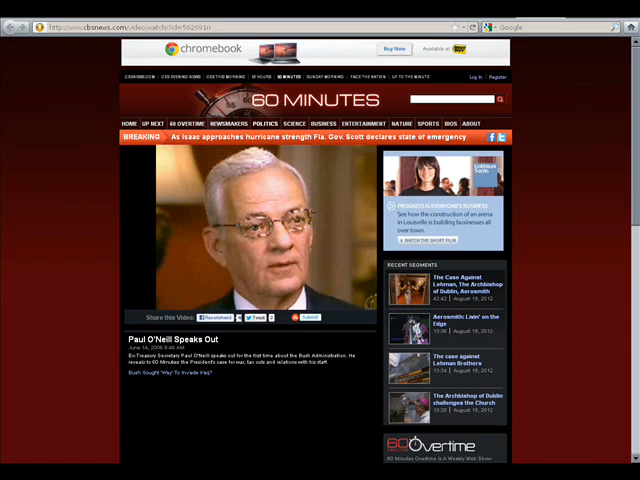 http://www.cbsnews.com/video/watch/?id=592691n
Google
chromebook
Buy Now
Available at
CBSNEWS.COM
CBS EVENING NEWS
CBS THIS MORNING
48 HOURS
60 MINUTES
SUNDAY MORNING
FACE THE NATION
UP TO THE MINUTE
Log In
Register
60 MINUTES
HOME UP NEXT 60 OVERTIME NEWSMAKERS POLITICS SCIENCE BUSINESS ENTERTAINMENT NATURE SPORTS BIOS ABOUT
BREAKING As Isaac approaches hurricane strength Fla. Gov. Scott declares state of emergency
Goldman
Sachs
PROGRESS IS EVERYONE'S BUSINESS
See how the construction of an arena
in Louisville is building businesses
all over town.
WATCH THE SHORT FILM
RECENT SEGMENTS
The Case Against
Lehman, The Archbishop
of Dublin, Aerosmith
42:42 | August 19, 2012
Aerosmith: Livin' on the
Edge
13:36 | August 19, 2012
The case against
Lehman Brothers
13:34 | August 19, 2012
The Archbishop of Dublin
challenges the Church
13:28 | August 19, 2012
Share this Video:
Recommend
Tweet
0
Submit
Paul O'Neill Speaks Out
June 14, 2006 8:46 AM
Ex-Treasury Secretary Paul O'Neill speaks out for the first time about the Bush Administration. He
reveals to 60 Minutes the President's case for war, tax cuts and relations with his staff.
Bush Sought 'Way' To Invade Iraq?
60 Overtime
60 Minutes Overtime is A Weekly Web Show